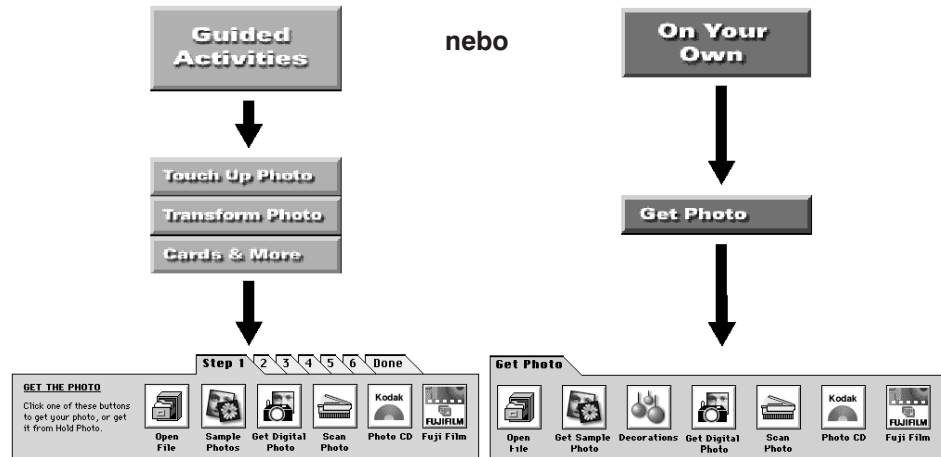 Guided
Activities
nebo
On Your
Own
Touch Up Photo
Transform Photo
Cards & More
Get Photo
Step 1 2 3 4 5 6 Done
GET THE PHOTO
Click one of these buttons
to get your photo, or get
it from Hold Photo.
Open
File
Sample
Photos
Get Digital
Photo
Scan
Photo
Kodak
Photo CD
FUJIFILM
Fuji Film
Get Photo
Open
File
Get Sample
Photo
Decorations
Get Digital
Photo
Scan
Photo
Kodak
Photo CD
FUJIFILM
Fuji Film